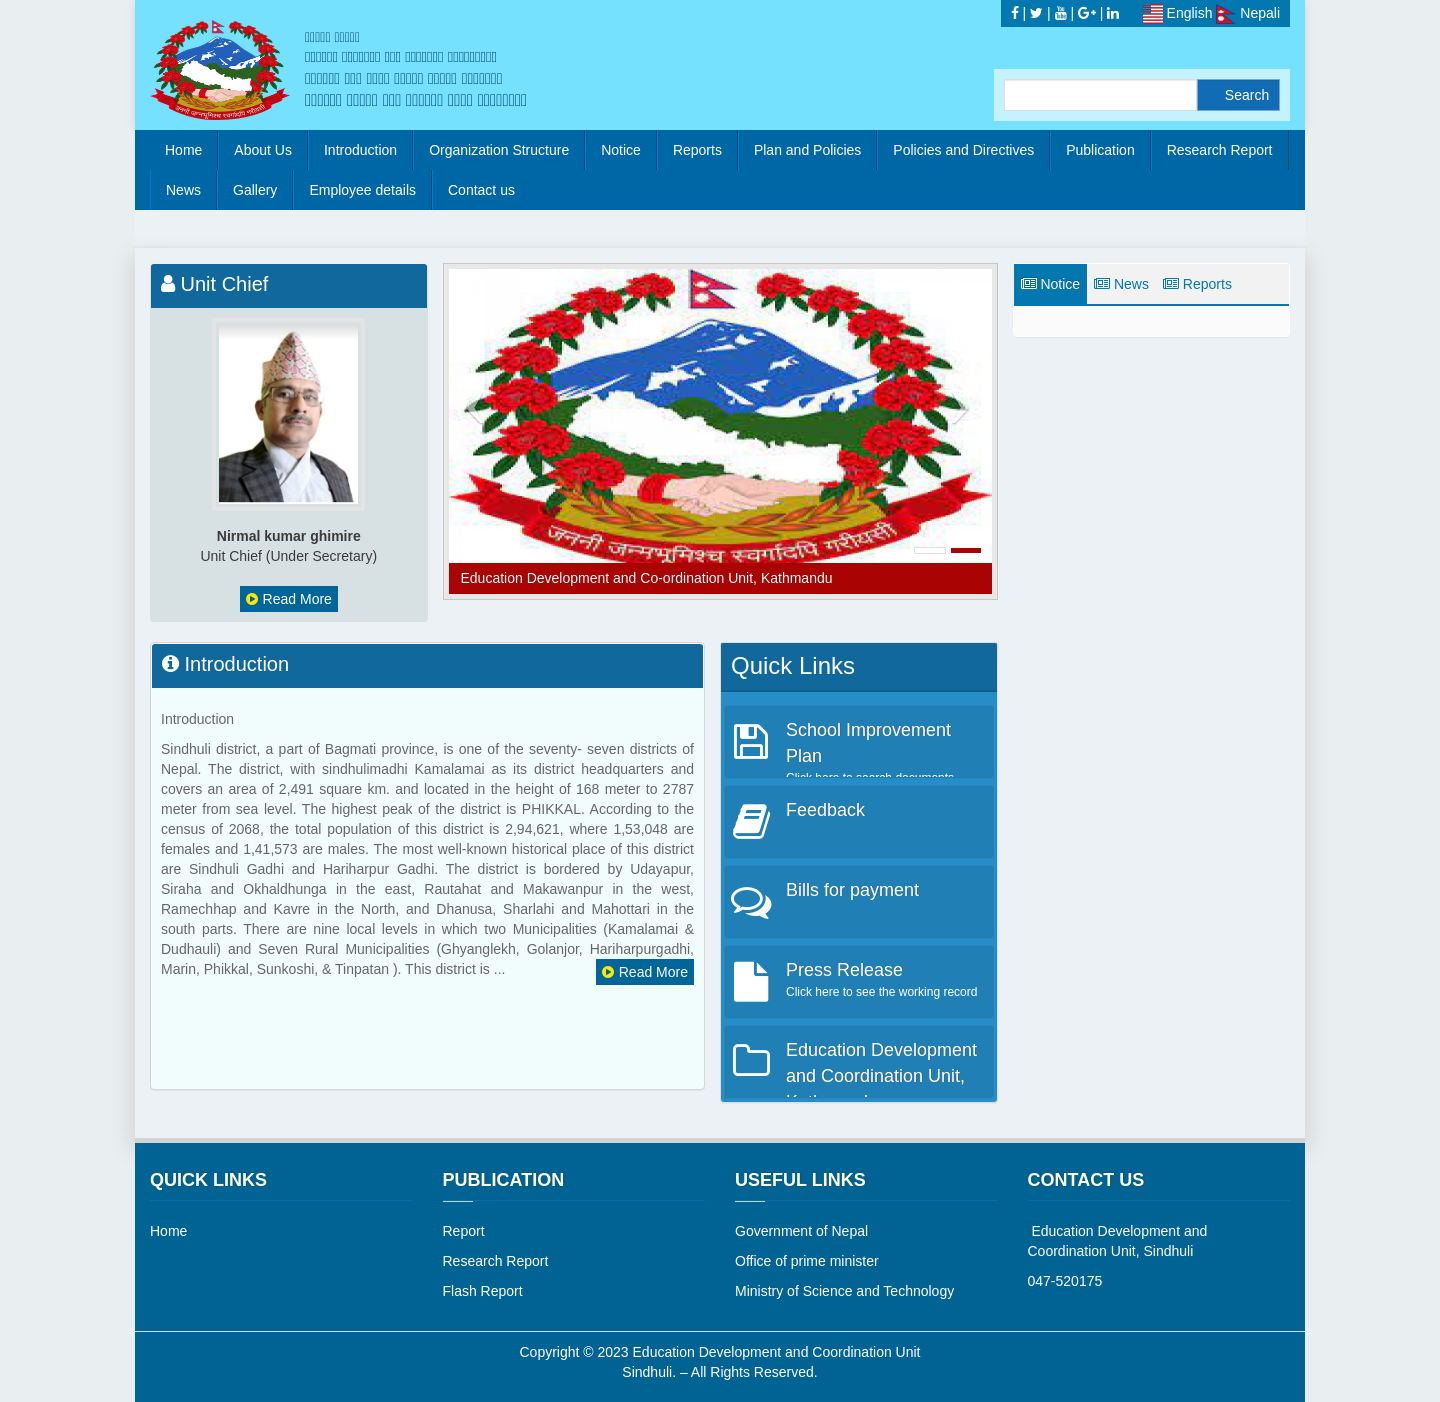 English Nepali
Search
Home About Us Introduction Organization Structure Notice Reports Plan and Policies Policies and Directives Publication Research Report
News Gallery Employee details Contact us
Unit Chief
Nirmal kumar ghimire
Unit Chief (Under Secretary)
Read More
जननी जन्मभूमिश्च स्वर्गादपि गरीयसी
Education Development and Co-ordination Unit, Kathmandu
Notice News Reports
Introduction
Introduction
Sindhuli district, a part of Bagmati province, is one of the seventy- seven districts of
Nepal. The district, with sindhulimadhi Kamalamai as its district headquarters and
covers an area of 2,491 square km. and located in the height of 168 meter to 2787
meter from sea level. The highest peak of the district is PHIKKAL. According to the
census of 2068, the total population of this district is 2,94,621, where 1,53,048 are
females and 1,41,573 are males. The most well-known historical place of this district
are Sindhuli Gadhi and Hariharpur Gadhi. The district is bordered by Udayapur,
Siraha and Okhaldhunga in the east, Rautahat and Makawanpur in the west,
Ramechhap and Kavre in the North, and Dhanusa, Sharlahi and Mahottari in the
south parts. There are nine local levels in which two Municipalities (Kamalamai &
Dudhauli) and Seven Rural Municipalities (Ghyanglekh, Golanjor, Hariharpurgadhi,
Marin, Phikkal, Sunkoshi, & Tinpatan ). This district is ...
Read More
Quick Links
School Improvement
Plan
Click here to search documents
Feedback
Bills for payment
Press Release
Click here to see the working record
Education Development
and Coordination Unit,
QUICK LINKS
Home
PUBLICATION
Report
Research Report
Flash Report
USEFUL LINKS
Government of Nepal
Office of prime minister
Ministry of Science and Technology
CONTACT US
Education Development and
Coordination Unit, Sindhuli
047-520175
Copyright © 2023 Education Development and Coordination Unit
Sindhuli. – All Rights Reserved.